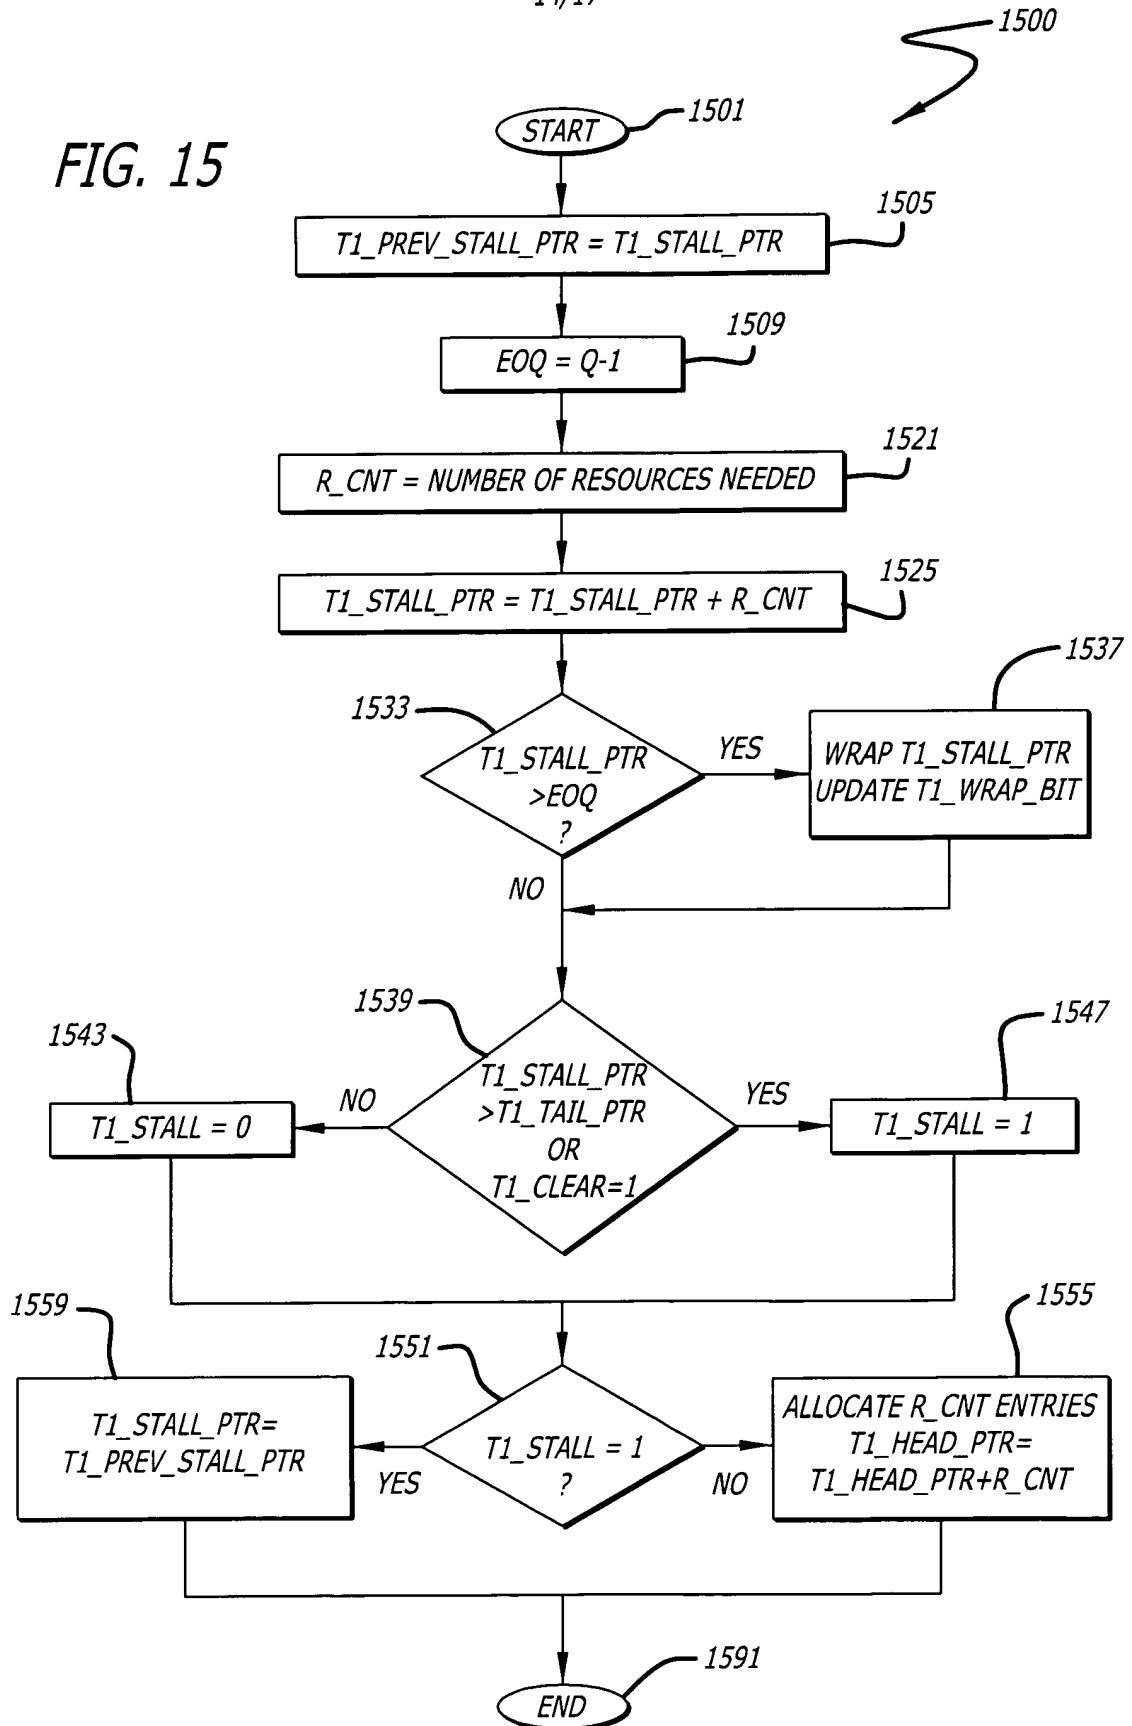 1500
START
1501
FIG. 15
1505
T1_PREV_STALL_PTR = T1_STALL_PTR
1509
EOQ = Q-1
1521
R_CNT = NUMBER OF RESOURCES NEEDED
1525
T1_STALL_PTR = T1_STALL_PTR + R_CNT
1533
T1_STALL_PTR
>EOQ
?
YES
1537
WRAP T1_STALL_PTR
UPDATE T1_WRAP_BIT
NO
1539
T1_STALL_PTR
>T1_TAIL_PTR
OR
T1_CLEAR=1
1543
NO
T1_STALL = 0
YES
1547
T1_STALL = 1
1551
T1_STALL = 1
?
1559
T1_STALL_PTR=
T1_PREV_STALL_PTR
YES
NO
1555
ALLOCATE R_CNT ENTRIES
T1_HEAD_PTR=
T1_HEAD_PTR+R_CNT
1591
END